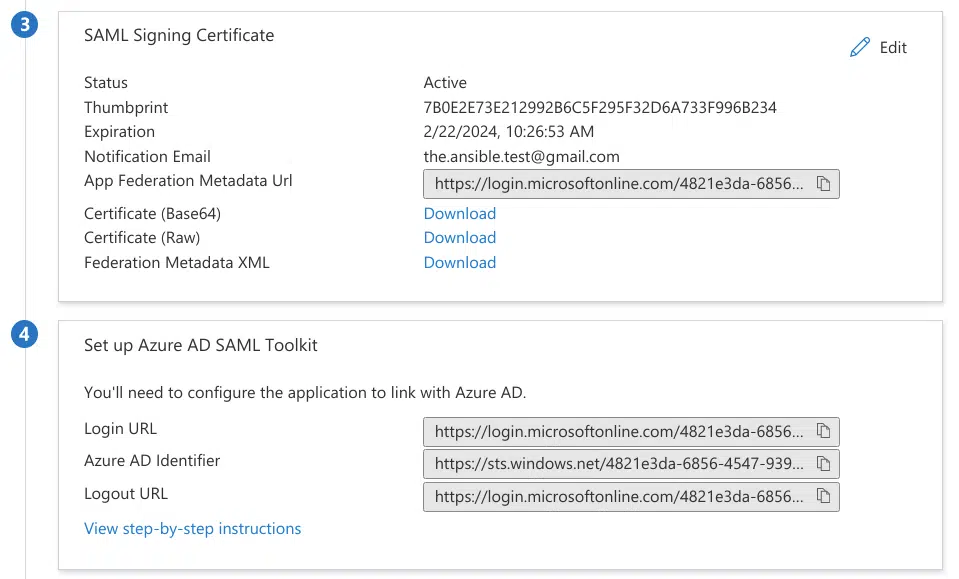 3
SAML Signing Certificate
Edit
Status Active
Thumbprint 7B0E2E73E212992B6C5F295F32D6A733F996B234
Expiration 2/22/2024, 10:26:53 AM
Notification Email the.ansible.test@gmail.com
App Federation Metadata Url https://login.microsoftonline.com/4821e3da-6856...
Certificate (Base64) Download
Certificate (Raw) Download
Federation Metadata XML Download
4
Set up Azure AD SAML Toolkit
You'll need to configure the application to link with Azure AD.
Login URL https://login.microsoftonline.com/4821e3da-6856...
Azure AD Identifier https://sts.windows.net/4821e3da-6856-4547-939...
Logout URL https://login.microsoftonline.com/4821e3da-6856...
View step-by-step instructions